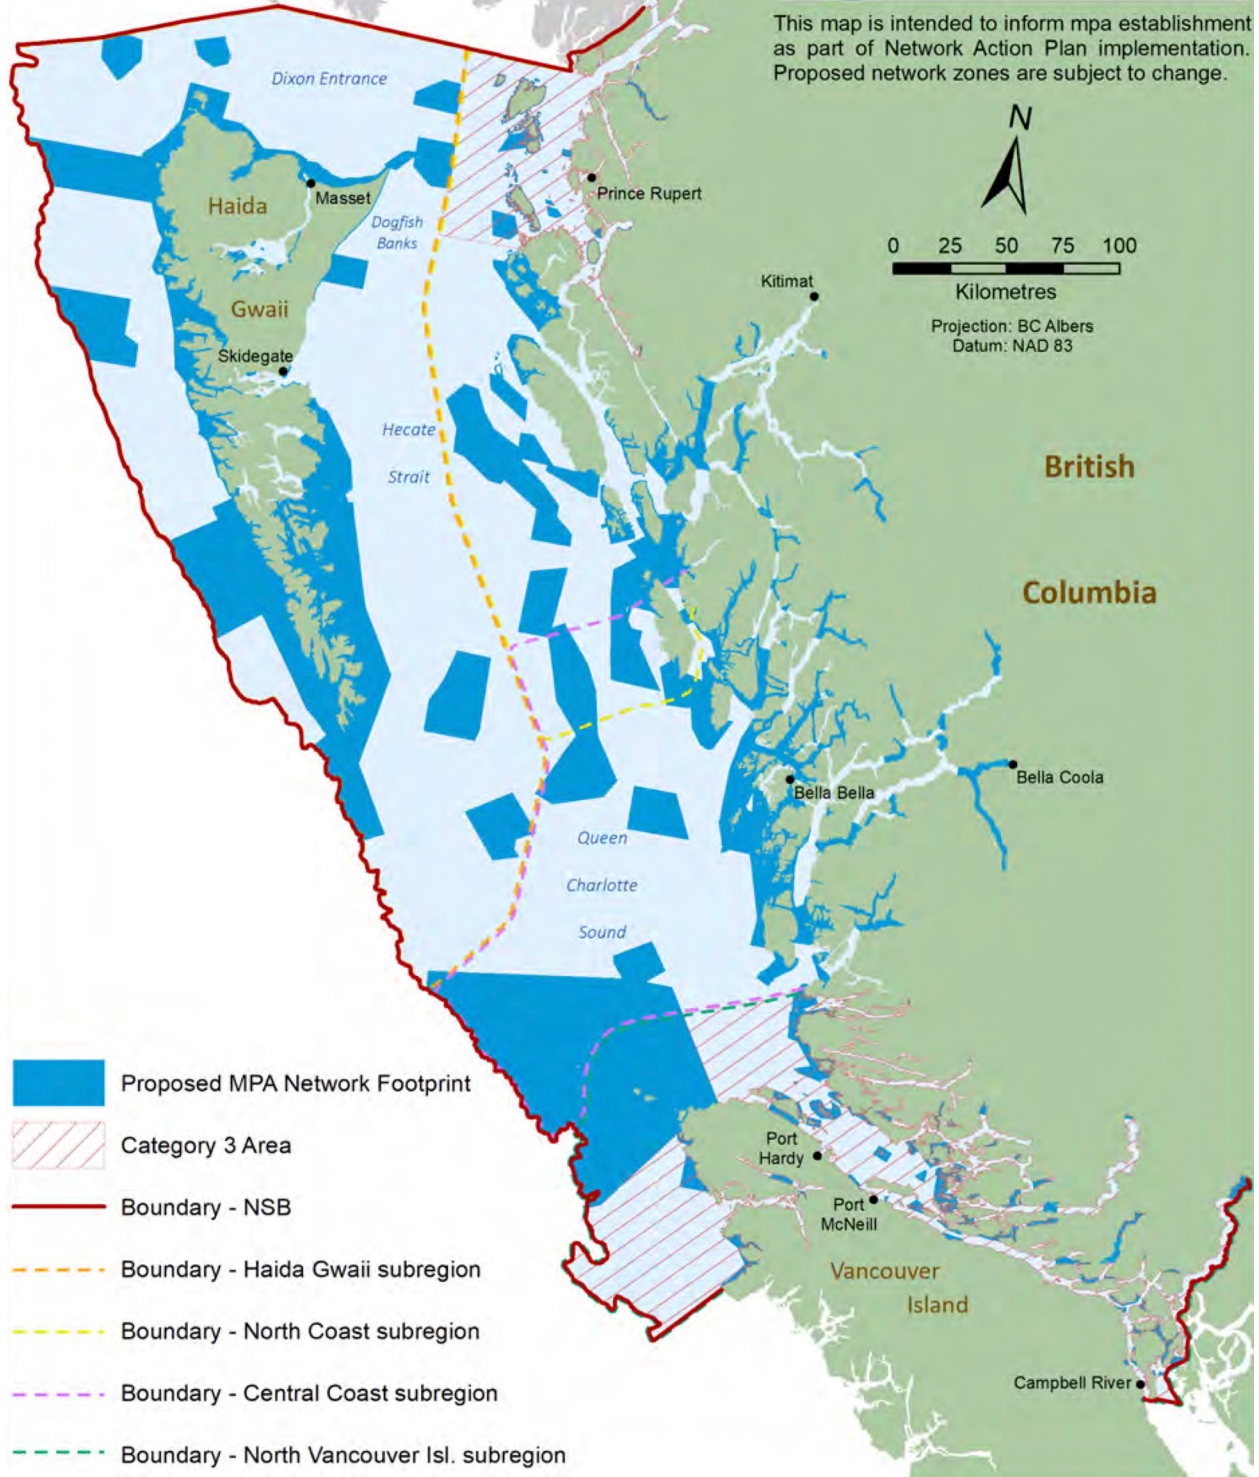 This map is intended to inform mpa establishment
as part of Network Action Plan implementation.
Proposed network zones are subject to change.
N
0 25 50 75 100
Kilometres
Projection: BC Albers
Datum: NAD 83
Dixon Entrance
Masset
Haida
Prince Rupert
Dogfish
Banks
Kitimat
Gwaii
Skidegate
Hecate
Strait
British
Columbia
Bella Coola
Bella Bella
Queen
Charlotte
Sound
Port
Hardy
Port
McNeill
Vancouver
Island
Campbell River
Proposed MPA Network Footprint
Category 3 Area
Boundary - NSB
Boundary - Haida Gwaii subregion
Boundary - North Coast subregion
Boundary - Central Coast subregion
Boundary - North Vancouver Isl. subregion